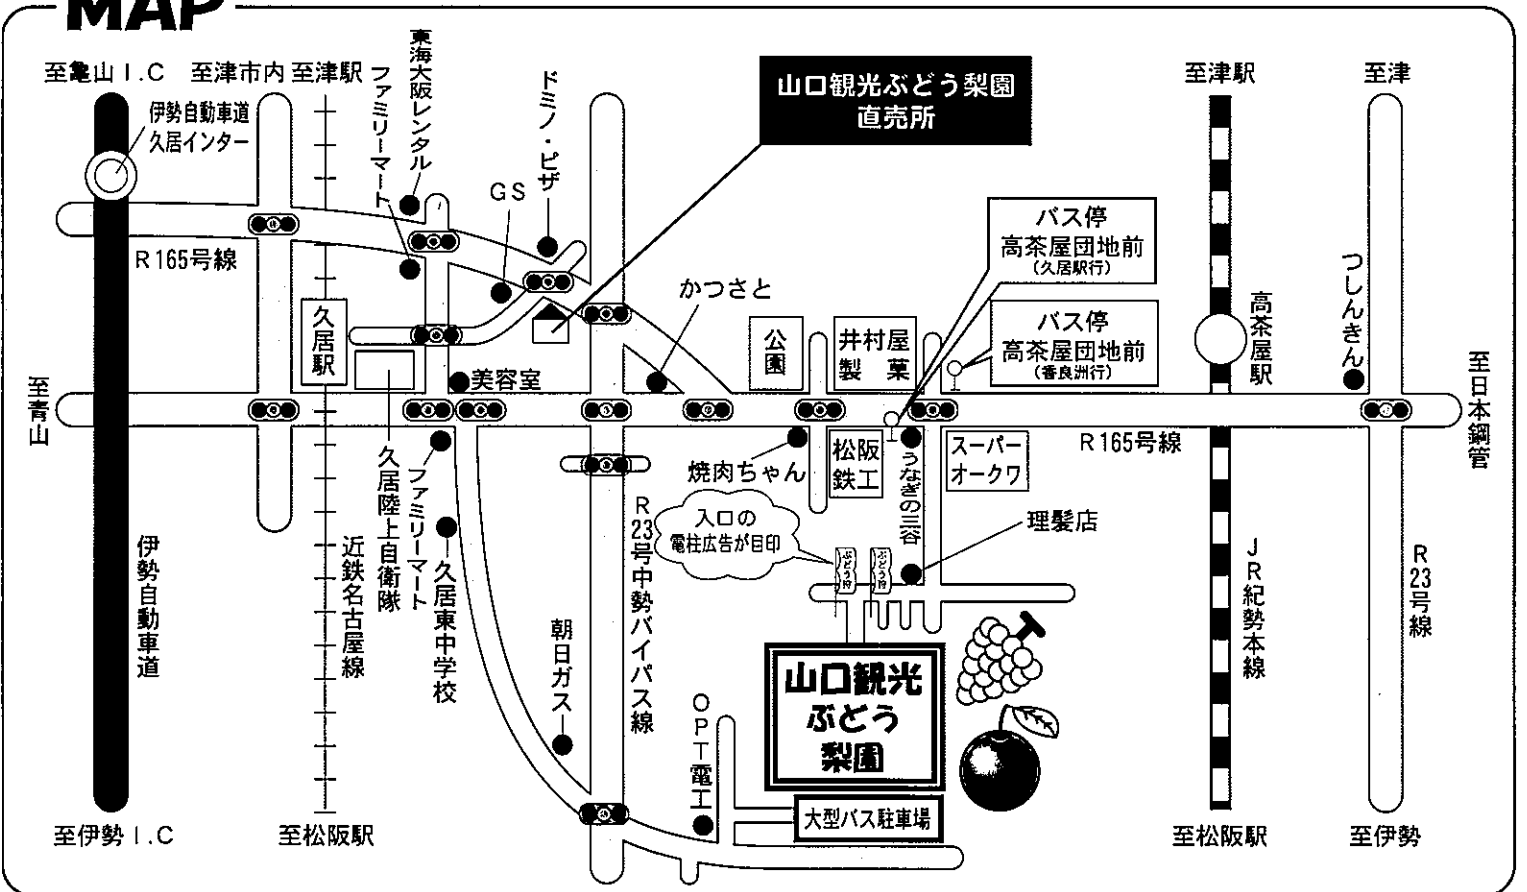 MAP
至亀山I.C
至津市内
至津駅
ファミリーマート
東海大阪レンタル
ドミノ・ピザ
山口観光ぶどう梨園
直売所
至津駅
至津
伊勢自動車道
久居インター
GS
バス停
高茶屋団地前
(久居駅行)
R165号線
かつさと
つしんきん
久居駅
公園
井村屋
製菓
バス停
高茶屋団地前
(香良洲行)
高茶屋駅
至青山
美容室
至日本鋼管
R165号線
焼肉ちゃん
松阪
鉄工
うなぎの三谷
スーパー
オークワ
久居陸上自衛隊
ファミリーマート
入口の
電柱広告が目印
理髪店
ぶどう狩
ぶどう狩
伊勢自動車道
近鉄名古屋線
久居東中学校
R23号中勢バイパス線
JR紀勢本線
R23号線
朝日ガス
OPT電工
山口観光
ぶどう
梨園
大型バス駐車場
至伊勢I.C
至松阪駅
至松阪駅
至伊勢